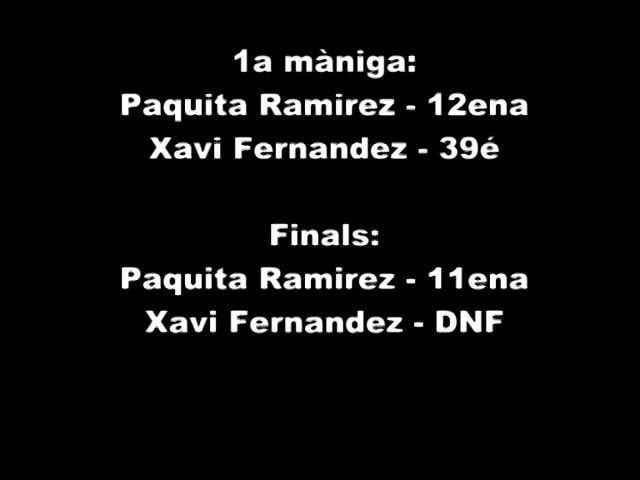 1a màniga:
Paquita Ramirez - 12ena
Xavi Fernandez - 39é
Finals:
Paquita Ramirez - 11ena
Xavi Fernandez - DNF